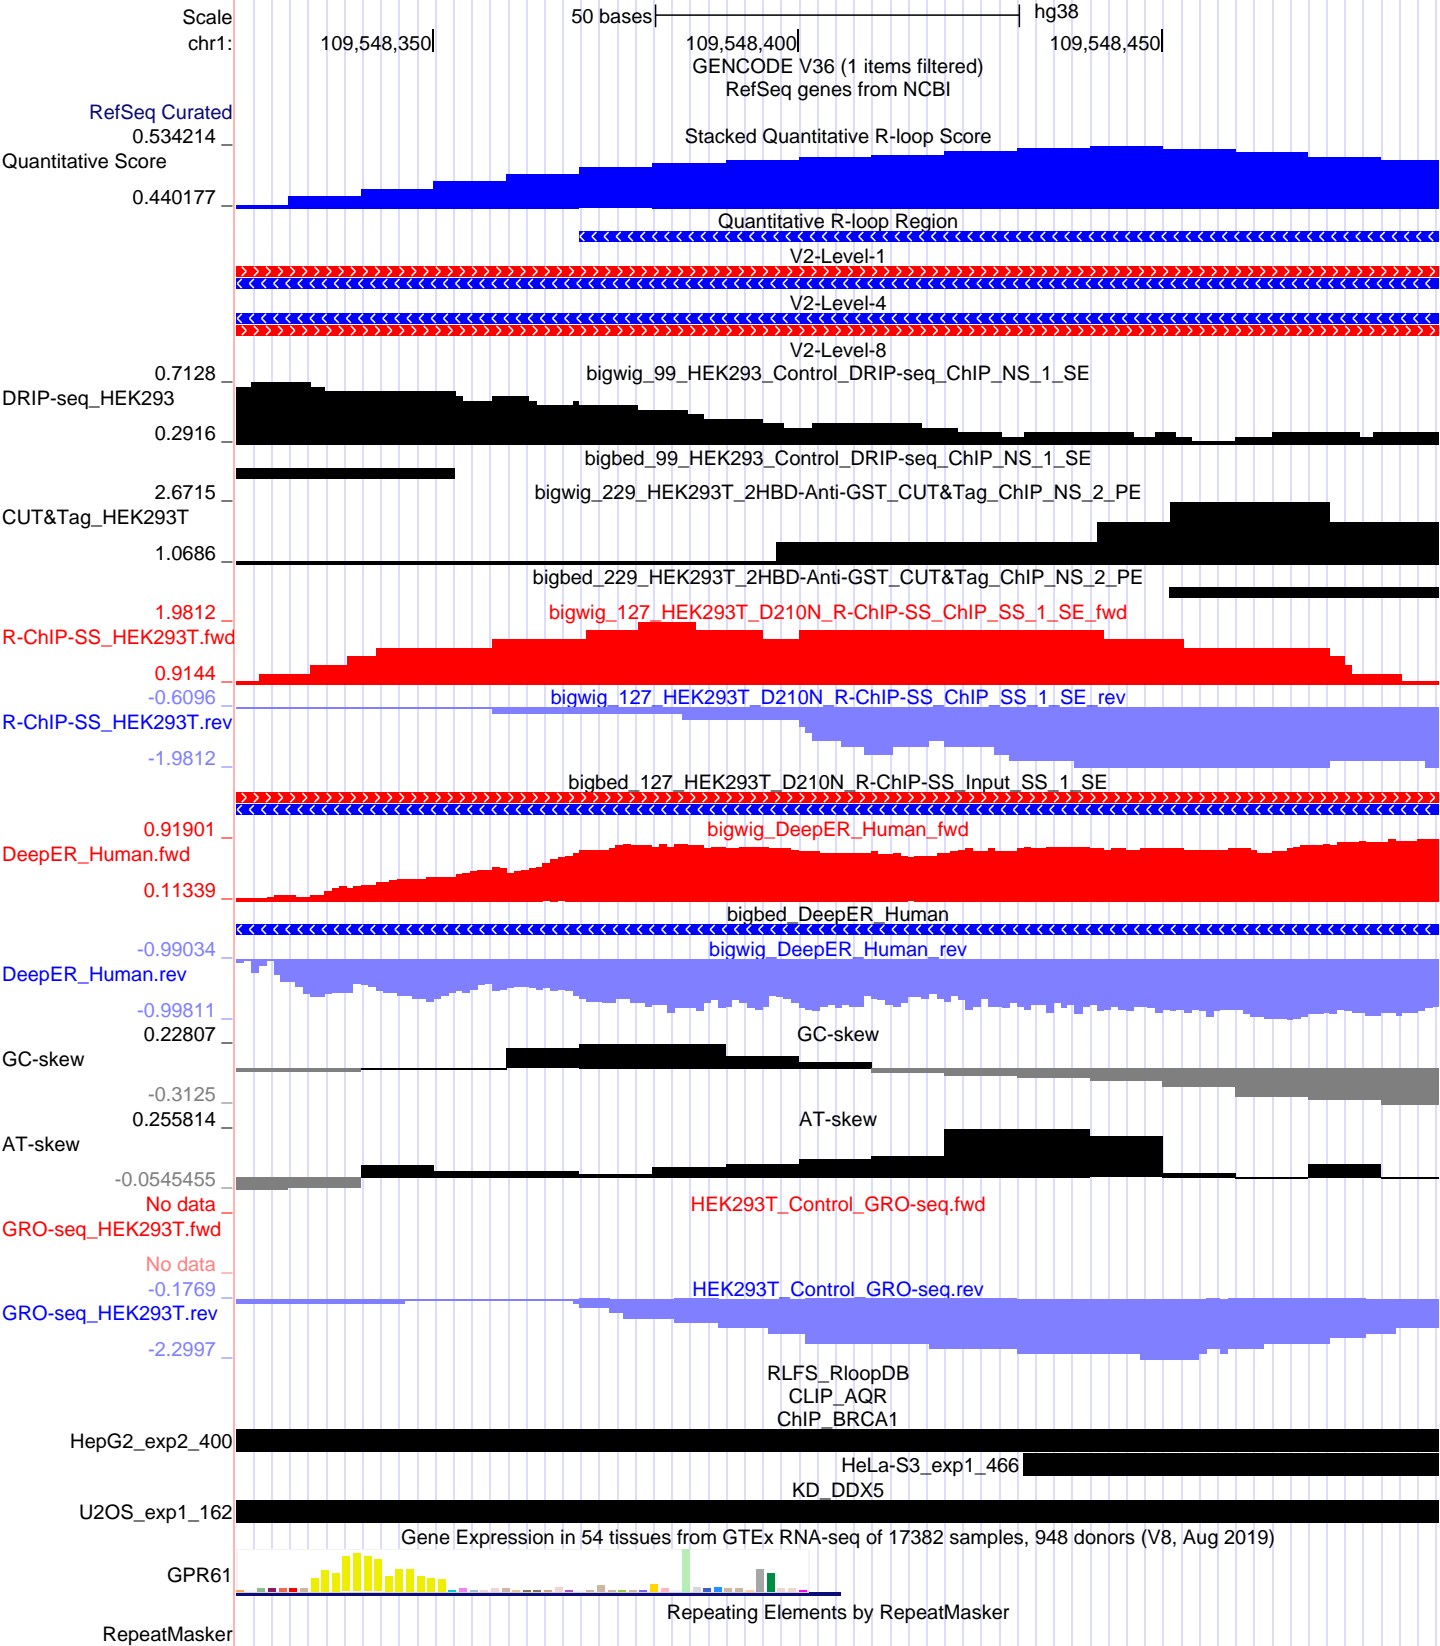 Scale 50 bases hg38
chr1: 109,548,350 109,548,400 109,548,450
GENCODE V36 (1 items filtered)
RefSeq genes from NCBI
RefSeq Curated
0.534214 _ Stacked Quantitative R-loop Score
Quantitative Score
0.440177 _
Quantitative R-loop Region
V2-Level-1
V2-Level-4
V2-Level-8
0.7128 _ bigwig_99_HEK293_Control_DRIP-seq_ChIP_NS_1_SE
DRIP-seq_HEK293
0.2916 _
bigbed_99_HEK293_Control_DRIP-seq_ChIP_NS_1_SE
2.6715 _ bigwig_229_HEK293T_2HBD-Anti-GST_CUT&Tag_ChIP_NS_2_PE
CUT&Tag_HEK293T
1.0686 _
bigbed_229_HEK293T_2HBD-Anti-GST_CUT&Tag_ChIP_NS_2_PE
1.9812 _ bigwig_127_HEK293T_D210N_R-ChIP-SS_ChIP_SS_1_SE_fwd
R-ChIP-SS_HEK293T.fwd
0.9144 _
-0.6096 _ bigwig_127_HEK293T_D210N_R-ChIP-SS_ChIP_SS_1_SE_rev
R-ChIP-SS_HEK293T.rev
-1.9812 _
bigbed_127_HEK293T_D210N_R-ChIP-SS_Input_SS_1_SE
0.91901 _ bigwig_DeepER_Human_fwd
DeepER_Human.fwd
0.11339 _
bigbed_DeepER_Human
-0.99034 _ bigwig_DeepER_Human_rev
DeepER_Human.rev
-0.99811 _
0.22807 _ GC-skew
GC-skew
-0.3125 _
0.255814 _ AT-skew
AT-skew
-0.0545455 _
No data _ HEK293T_Control_GRO-seq.fwd
GRO-seq_HEK293T.fwd
No data _
-0.1769 _ HEK293T_Control_GRO-seq.rev
GRO-seq_HEK293T.rev
-2.2997 _
RLFS_RloopDB
CLIP_AQR
ChIP_BRCA1
HepG2_exp2_400
HeLa-S3_exp1_466
KD_DDX5
U2OS_exp1_162
Gene Expression in 54 tissues from GTEx RNA-seq of 17382 samples, 948 donors (V8, Aug 2019)
GPR61
Repeating Elements by RepeatMasker
RepeatMasker